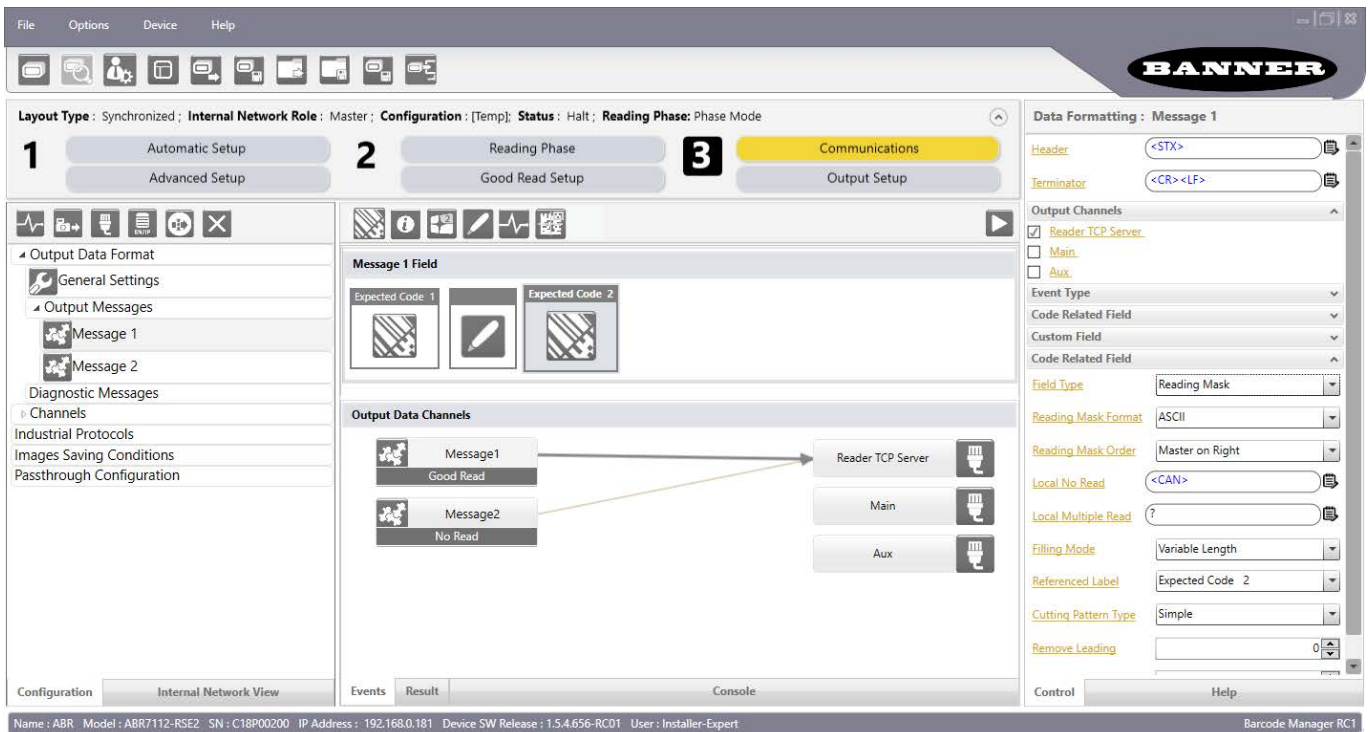 File Options Device Help
BANNER
Layout Type : Synchronized ; Internal Network Role : Master ; Configuration : [Temp]; Status : Halt ; Reading Phase: Phase Mode
1 Automatic Setup 2 Reading Phase 3 Communications
Advanced Setup Good Read Setup Output Setup
Output Data Format
General Settings
Output Messages
Message 1
Message 2
Diagnostic Messages
Channels
Industrial Protocols
Images Saving Conditions
Passthrough Configuration
Configuration Internal Network View
Message 1 Field
Expected Code 1 Expected Code 2
Output Data Channels
Message1
Good Read
Message2
No Read
Reader TCP Server
Main
Aux
Events Result Console
Data Formatting : Message 1
Header <STX>
Terminator <CR><LF>
Output Channels
Reader TCP Server
Main
Aux
Event Type
Code Related Field
Custom Field
Code Related Field
Field Type Reading Mask
Reading Mask Format ASCII
Reading Mask Order Master on Right
Local No Read <CAN>
Local Multiple Read ?
Filling Mode Variable Length
Referenced Label Expected Code 2
Cutting Pattern Type Simple
Remove Leading 0
Control Help
Name : ABR Model : ABR7112-RSE2 SN : C18P00200 IP Address : 192.168.0.181 Device SW Release : 1.5.4.656-RC01 User : Installer-Expert Barcode Manager RC1